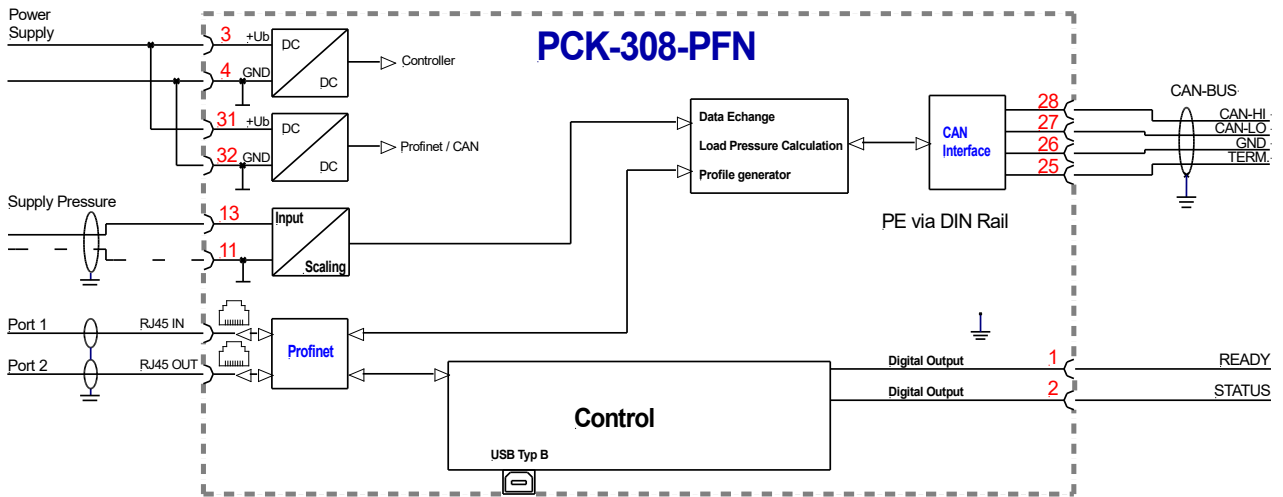 PCK-308-PFN
Power
Supply
3
+Ub
DC
DC
Controller
4
GND
31
+Ub
DC
DC
Profinet / CAN
32
GND
Supply Pressure
13
Input
Scaling
11
Data Echange
Load Pressure Calculation
Profile generator
CAN
Interface
28
27
26
25
CAN-BUS
CAN-HI
CAN-LO
GND
TERM.
PE via DIN Rail
Port 1
RJ45 IN
Port 2
RJ45 OUT
Profinet
Control
USB Typ B
Digital Output
1
READY
Digital Output
2
STATUS